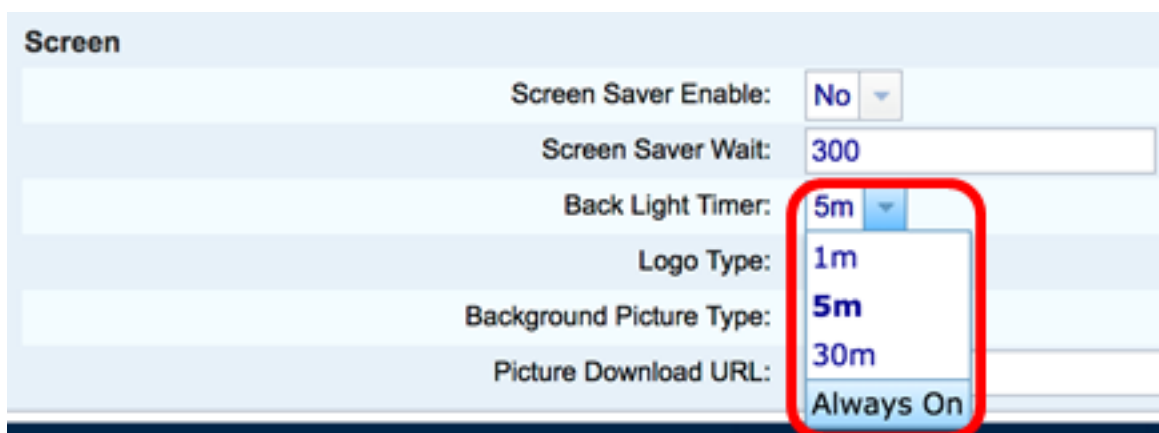 Screen
Screen Saver Enable: No
Screen Saver Wait: 300
Back Light Timer: 5m
1m
Logo Type:
5m
Background Picture Type:
30m
Picture Download URL:
Always On